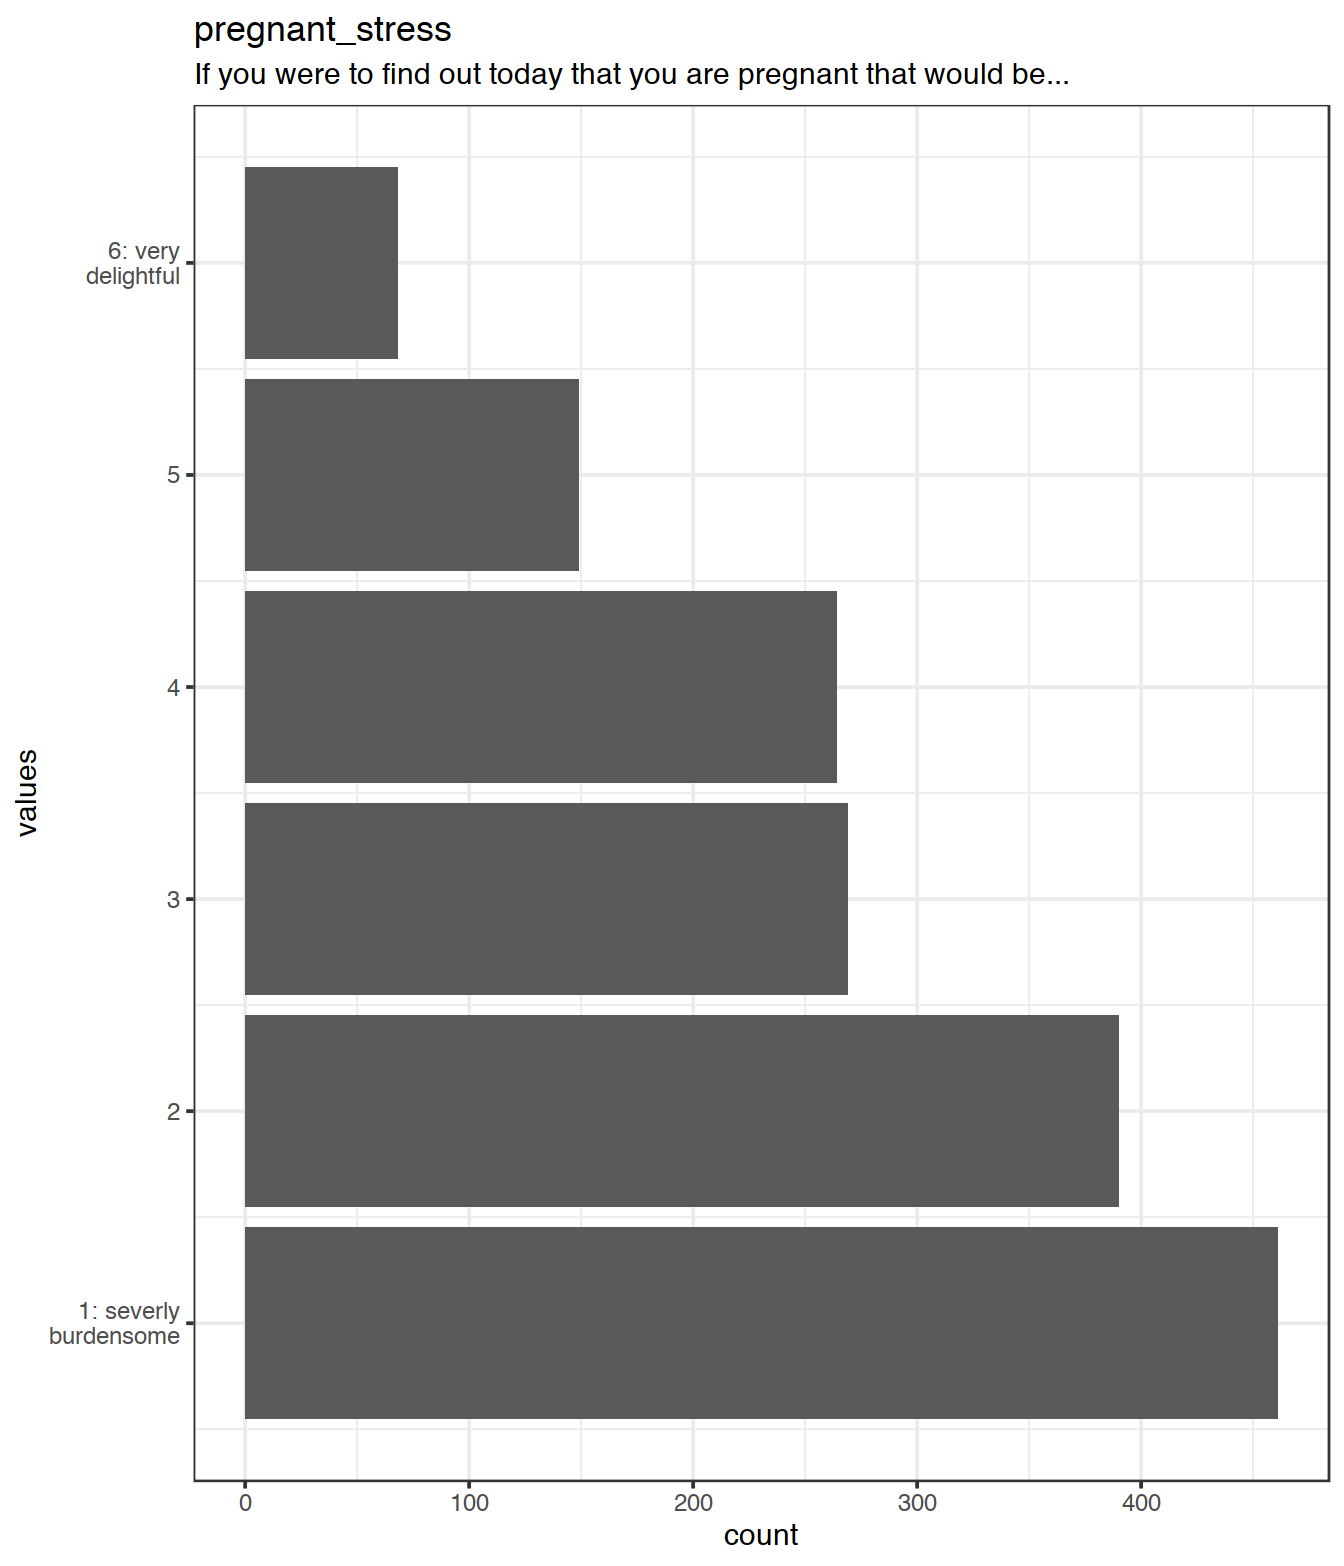 pregnant_stress
If you were to find out today that you are pregnant that would be...
6: very
delightful
5
4
3
2
1: severly
burdensome
values
0 100 200 300 400
count